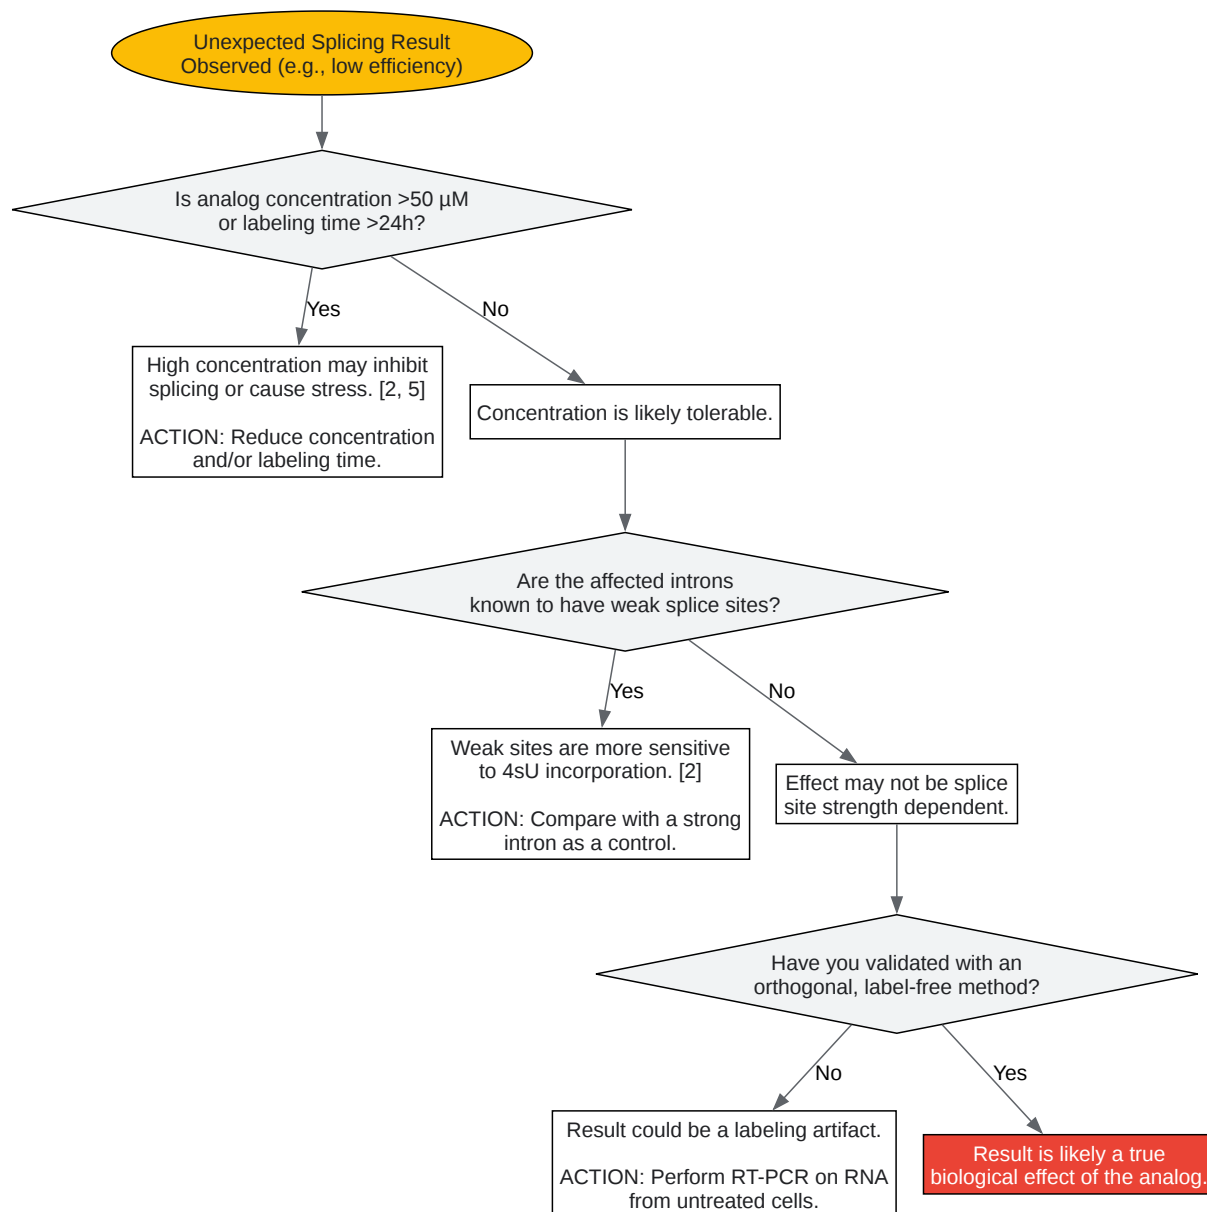 Unexpected Splicing Result
Observed (e.g., low efficiency)
Is analog concentration >50 µM
or labeling time >24h?
Yes
No
High concentration may inhibit
splicing or cause stress. [2, 5]
ACTION: Reduce concentration
and/or labeling time.
Concentration is likely tolerable.
Are the affected introns
known to have weak splice sites?
Yes
No
Weak sites are more sensitive
to 4sU incorporation. [2]
ACTION: Compare with a strong
intron as a control.
Effect may not be splice
site strength dependent.
Have you validated with an
orthogonal, label-free method?
No
Yes
Result could be a labeling artifact.
ACTION: Perform RT-PCR on RNA
from untreated cells.
Result is likely a true
biological effect of the analog.